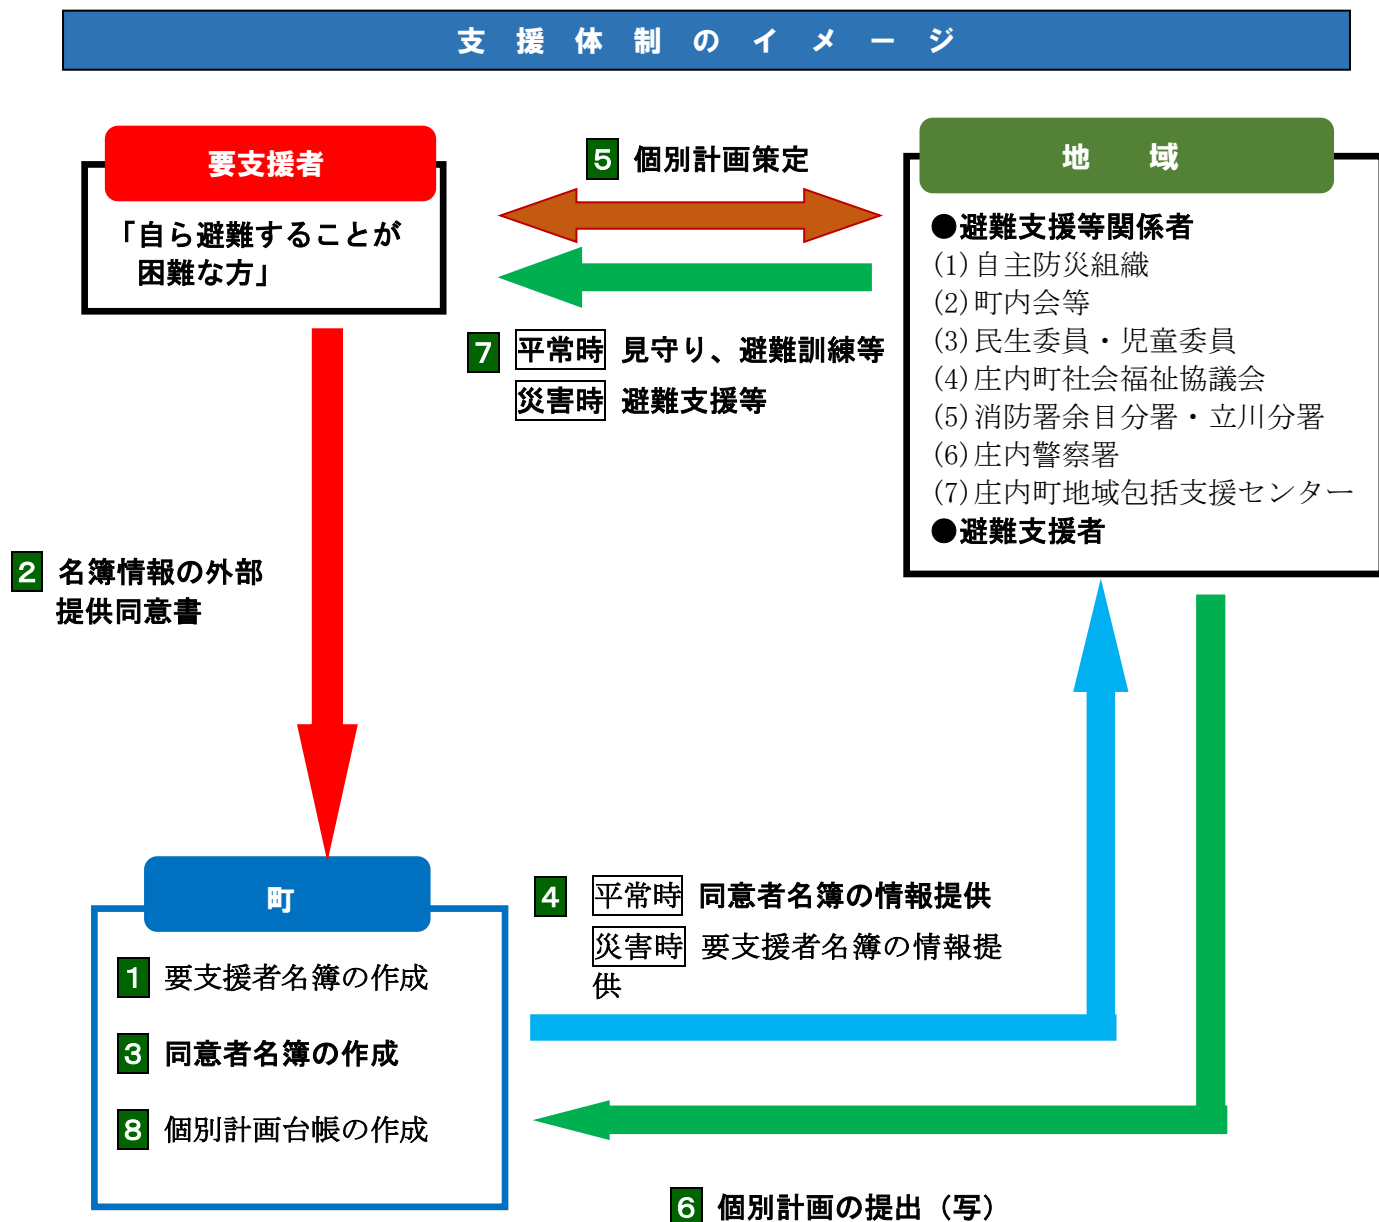 支援体制のイメージ
要支援者
「自ら避難することが
困難な方」
5 個別計画策定
7 平常時 見守り、避難訓練等
災害時 避難支援等
地域
●避難支援等関係者
(1)自主防災組織
(2)町内会等
(3)民生委員・児童委員
(4)庄内町社会福祉協議会
(5)消防署余目分署・立川分署
(6)庄内警察署
(7)庄内町地域包括支援センター
●避難支援者
2 名簿情報の外部
提供同意書
町
1 要支援者名簿の作成
3 同意者名簿の作成
8 個別計画台帳の作成
4 平常時 同意者名簿の情報提供
災害時 要支援者名簿の情報提
供
6 個別計画の提出（写）